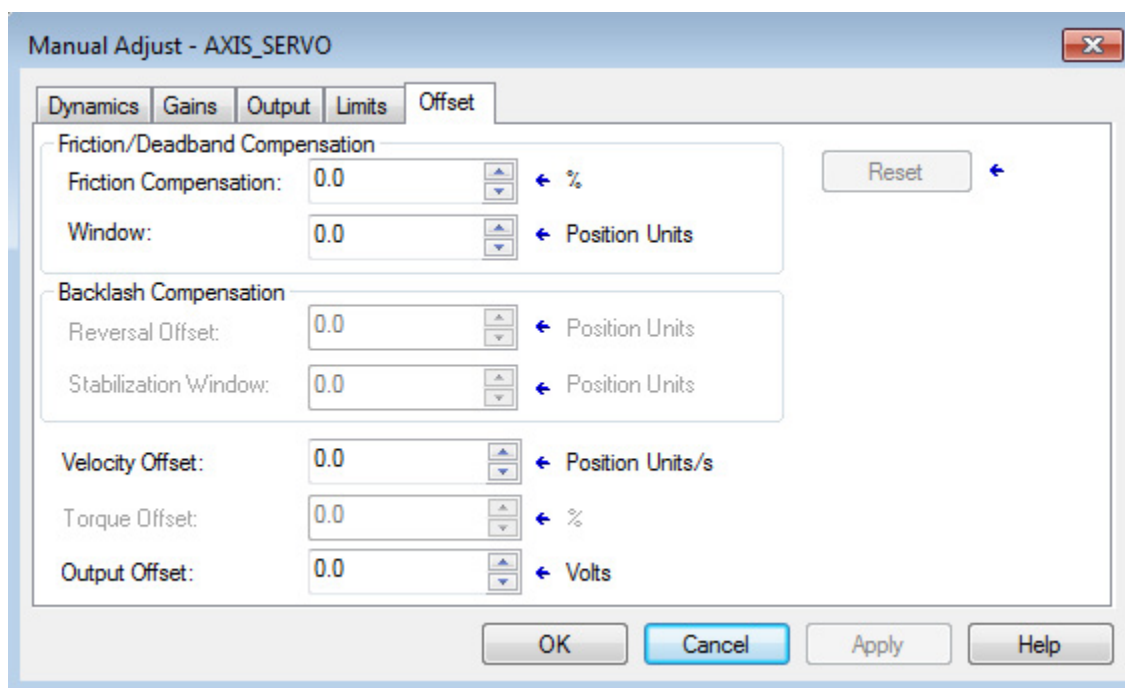 Manual Adjust - AXIS_SERVO
Dynamics Gains Output Limits Offset
Friction/Deadband Compensation
Friction Compensation: 0.0 % Reset
Window: 0.0 Position Units
Backlash Compensation
Reversal Offset: 0.0 Position Units
Stabilization Window: 0.0 Position Units
Velocity Offset: 0.0 Position Units/s
Torque Offset: 0.0 %
Output Offset: 0.0 Volts
OK Cancel Apply Help